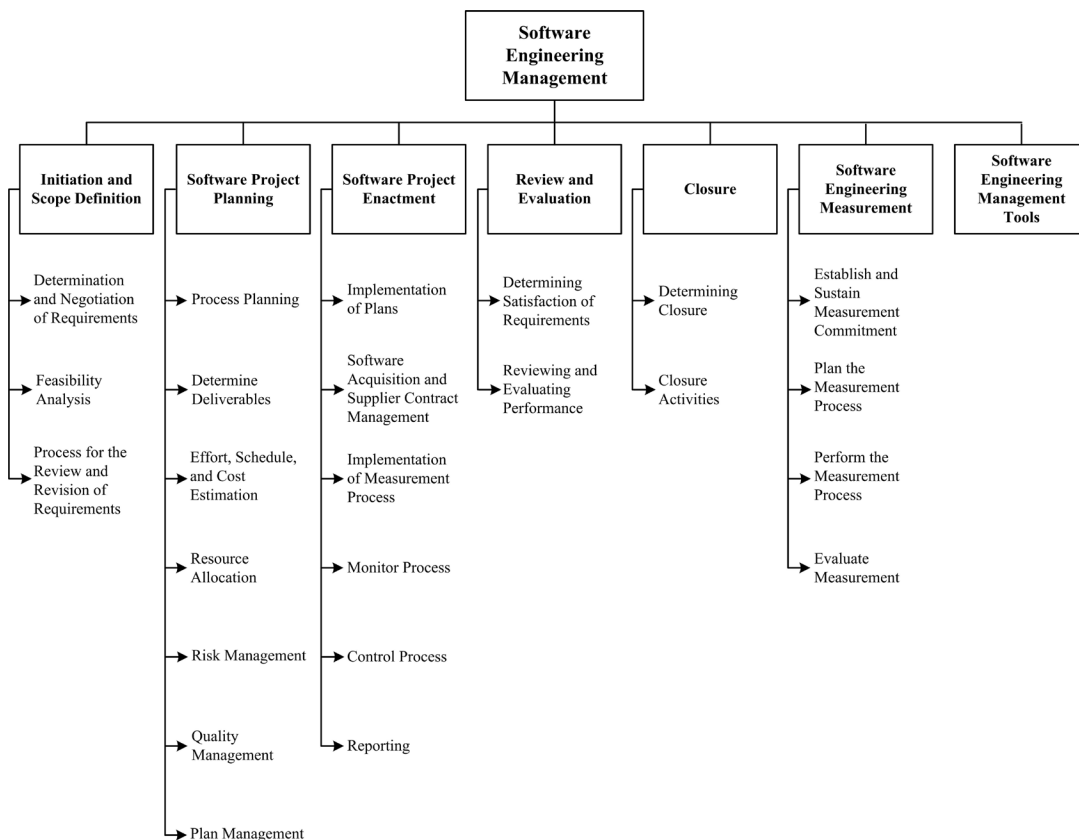 Software
Engineering
Management
Initiation and
Scope Definition
Software Project
Planning
Software Project
Enactment
Review and
Evaluation
Closure
Software
Engineering
Measurement
Software
Engineering
Management
Tools
Determination
and Negotiation
of Requirements
Feasibility
Analysis
Process for the
Review and
Revision of
Requirements
Process Planning
Determine
Deliverables
Effort, Schedule,
and Cost
Estimation
Resource
Allocation
Risk Management
Quality
Management
Plan Management
Implementation
of Plans
Software
Acquisition and
Supplier Contract
Management
Implementation
of Measurement
Process
Monitor Process
Control Process
Reporting
Determining
Satisfaction of
Requirements
Reviewing and
Evaluating
Performance
Determining
Closure
Closure
Activities
Establish and
Sustain
Measurement
Commitment
Plan the
Measurement
Process
Perform the
Measurement
Process
Evaluate
Measurement